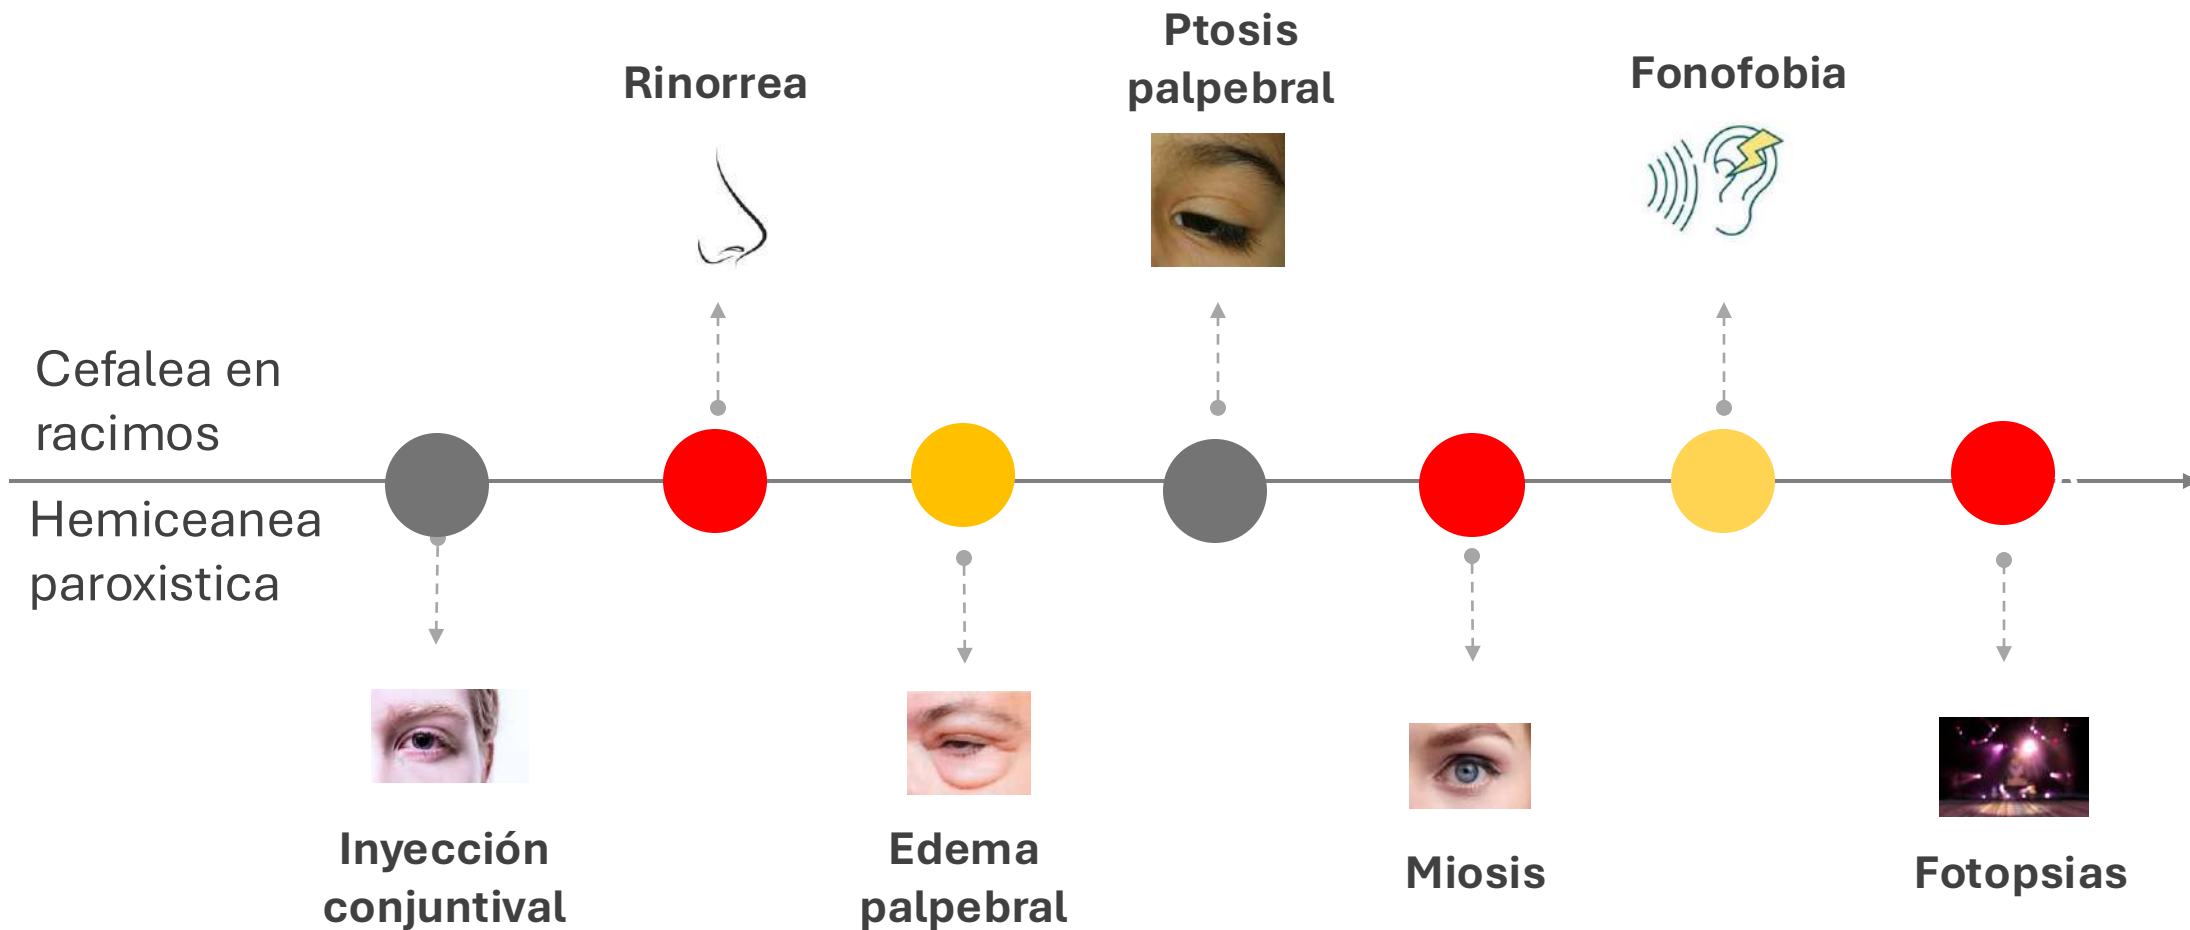 Ptosis
palpebral
Rinorrea
Fonofobia
Cefalea en
racimos
Hemiceanea
paroxistica
Inyección
conjuntival
Edema
palpebral
Miosis
Fotopsias